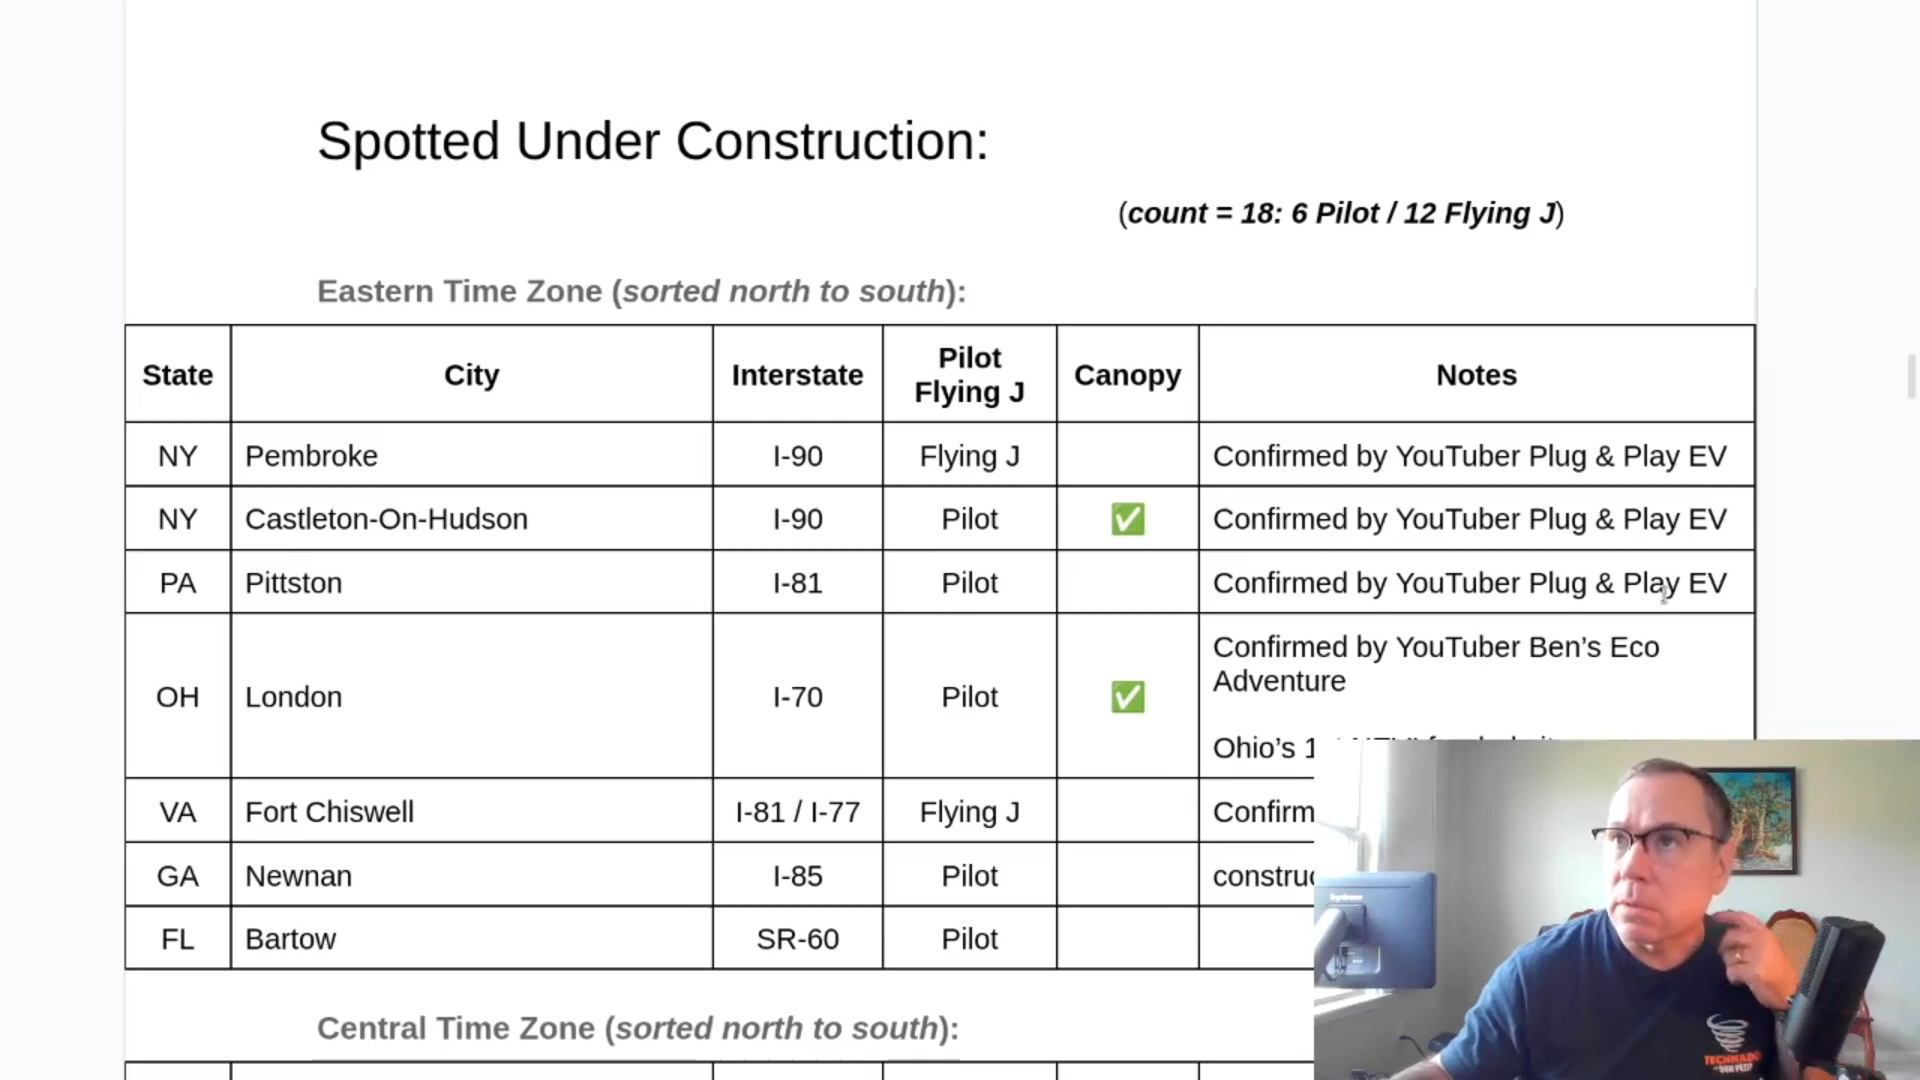 Spotted Under Construction:
(count = 18: 6 Pilot / 12 Flying J)
Eastern Time Zone (sorted north to south):
State City Interstate Pilot Flying J Canopy Notes
NY Pembroke I-90 Flying J Confirmed by YouTuber Plug & Play EV
NY Castleton-On-Hudson I-90 Pilot ✅ Confirmed by YouTuber Plug & Play EV
PA Pittston I-81 Pilot Confirmed by YouTuber Plug & Play EV
OH London I-70 Pilot ✅ Confirmed by YouTuber Ben’s Eco
Adventure
Ohio’s
VA Fort Chiswell I-81 / I-77 Flying J
GA Newnan I-85 Pilot
FL Bartow SR-60 Pilot
Central Time Zone (sorted north to south):